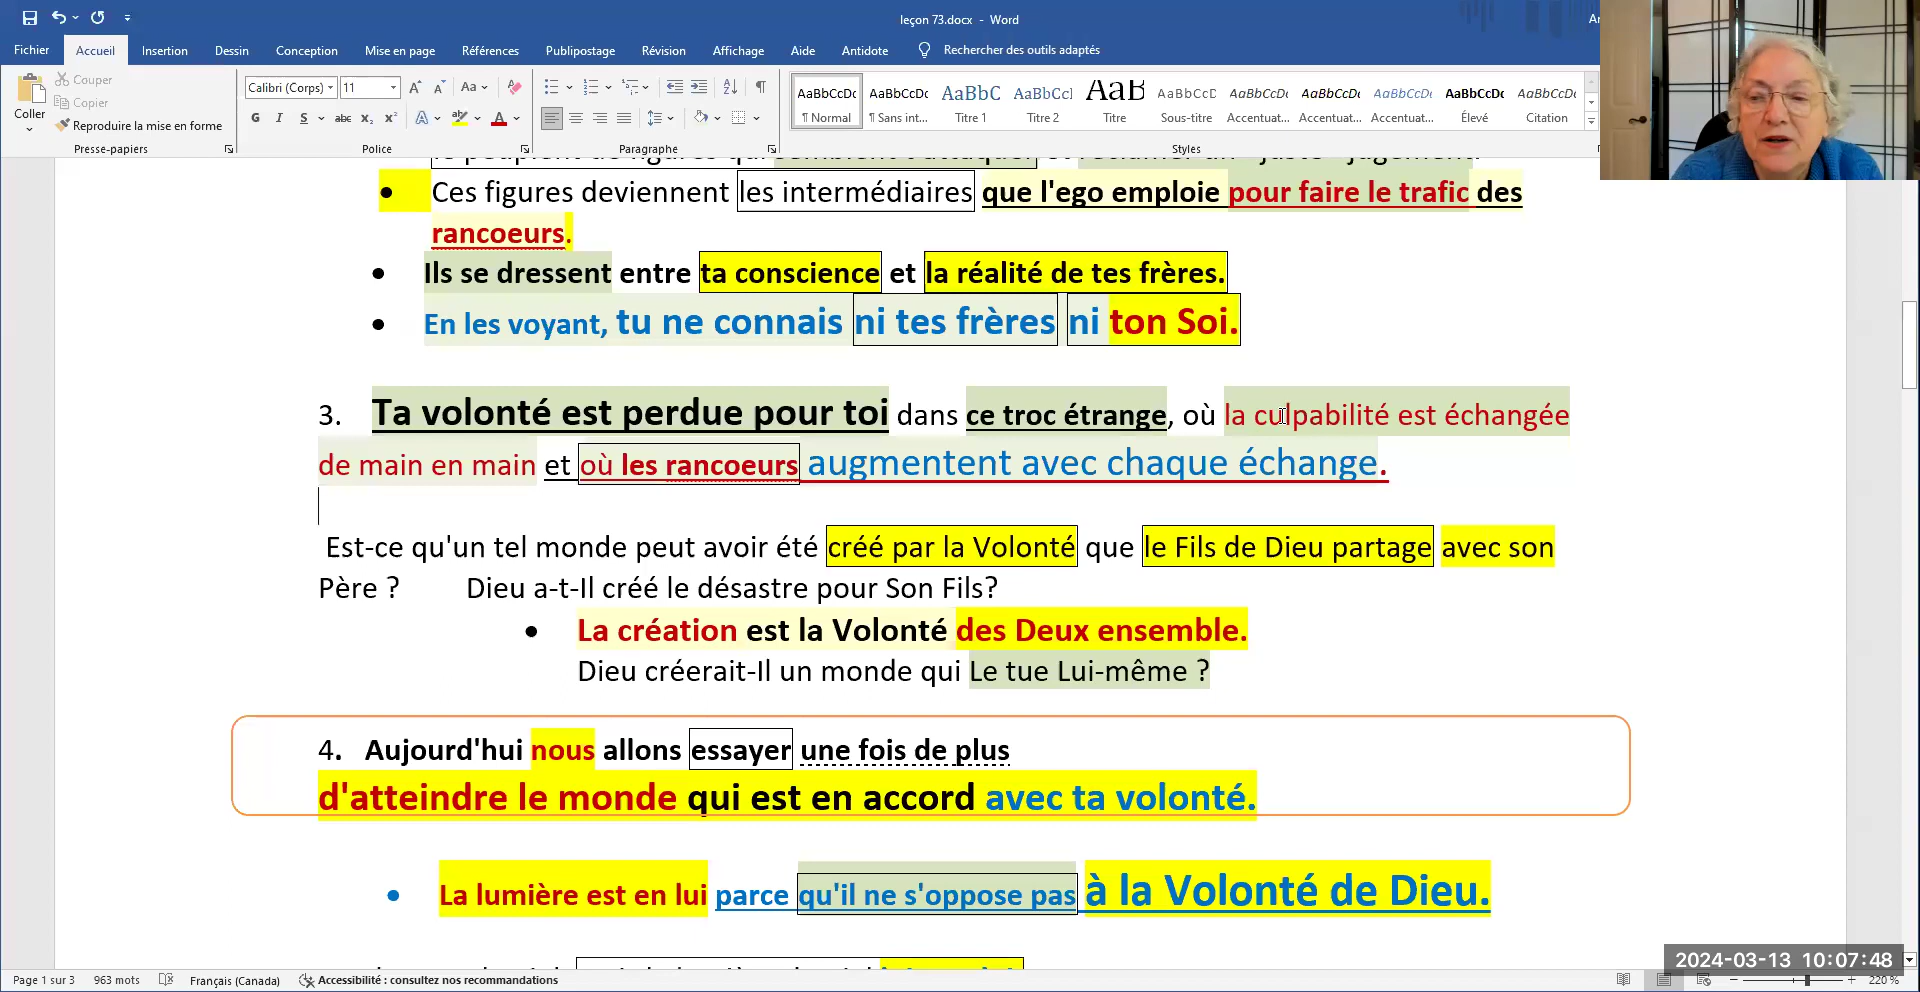 leçon 73.docx - Word
Fichier Accueil Insertion Dessin Conception Mise en page Références Publipostage Révision Affichage Aide Antidote Rechercher des outils adaptés
Coller
Couper
Copier
Reproduire la mise en forme
Calibri (Corps) 11
G I S abc x₂ x²
AaBbCcDc AaBbCcDc AaBbC AaBbCcI AaB AaBbCcD AaBbCcDc AaBbCcDc AaBbCcDc AaBbCcDc AaBbCcDc
¶ Normal ¶ Sans int... Titre 1 Titre 2 Titre Sous-titre Accentuat... Accentuat... Accentuat... Élevé Citation
Presse-papiers Police Paragraphe Styles
• Ces figures deviennent les intermédiaires que l'ego emploie pour faire le trafic des
rancoeurs.
• Ils se dressent entre ta conscience et la réalité de tes frères.
• En les voyant, tu ne connais ni tes frères ni ton Soi.
3. Ta volonté est perdue pour toi dans ce troc étrange, où la culpabilité est échangée
de main en main et où les rancoeurs augmentent avec chaque échange.
Est-ce qu'un tel monde peut avoir été créé par la Volonté que le Fils de Dieu partage avec son
Père ? Dieu a-t-Il créé le désastre pour Son Fils?
• La création est la Volonté des Deux ensemble.
Dieu créerait-Il un monde qui Le tue Lui-même ?
4. Aujourd'hui nous allons essayer une fois de plus
d'atteindre le monde qui est en accord avec ta volonté.
• La lumière est en lui parce qu'il ne s'oppose pas à la Volonté de Dieu.
2024-03-13 10:07:48
Page 1 sur 3 963 mots Français (Canada) Accessibilité : consultez nos recommandations 220 %